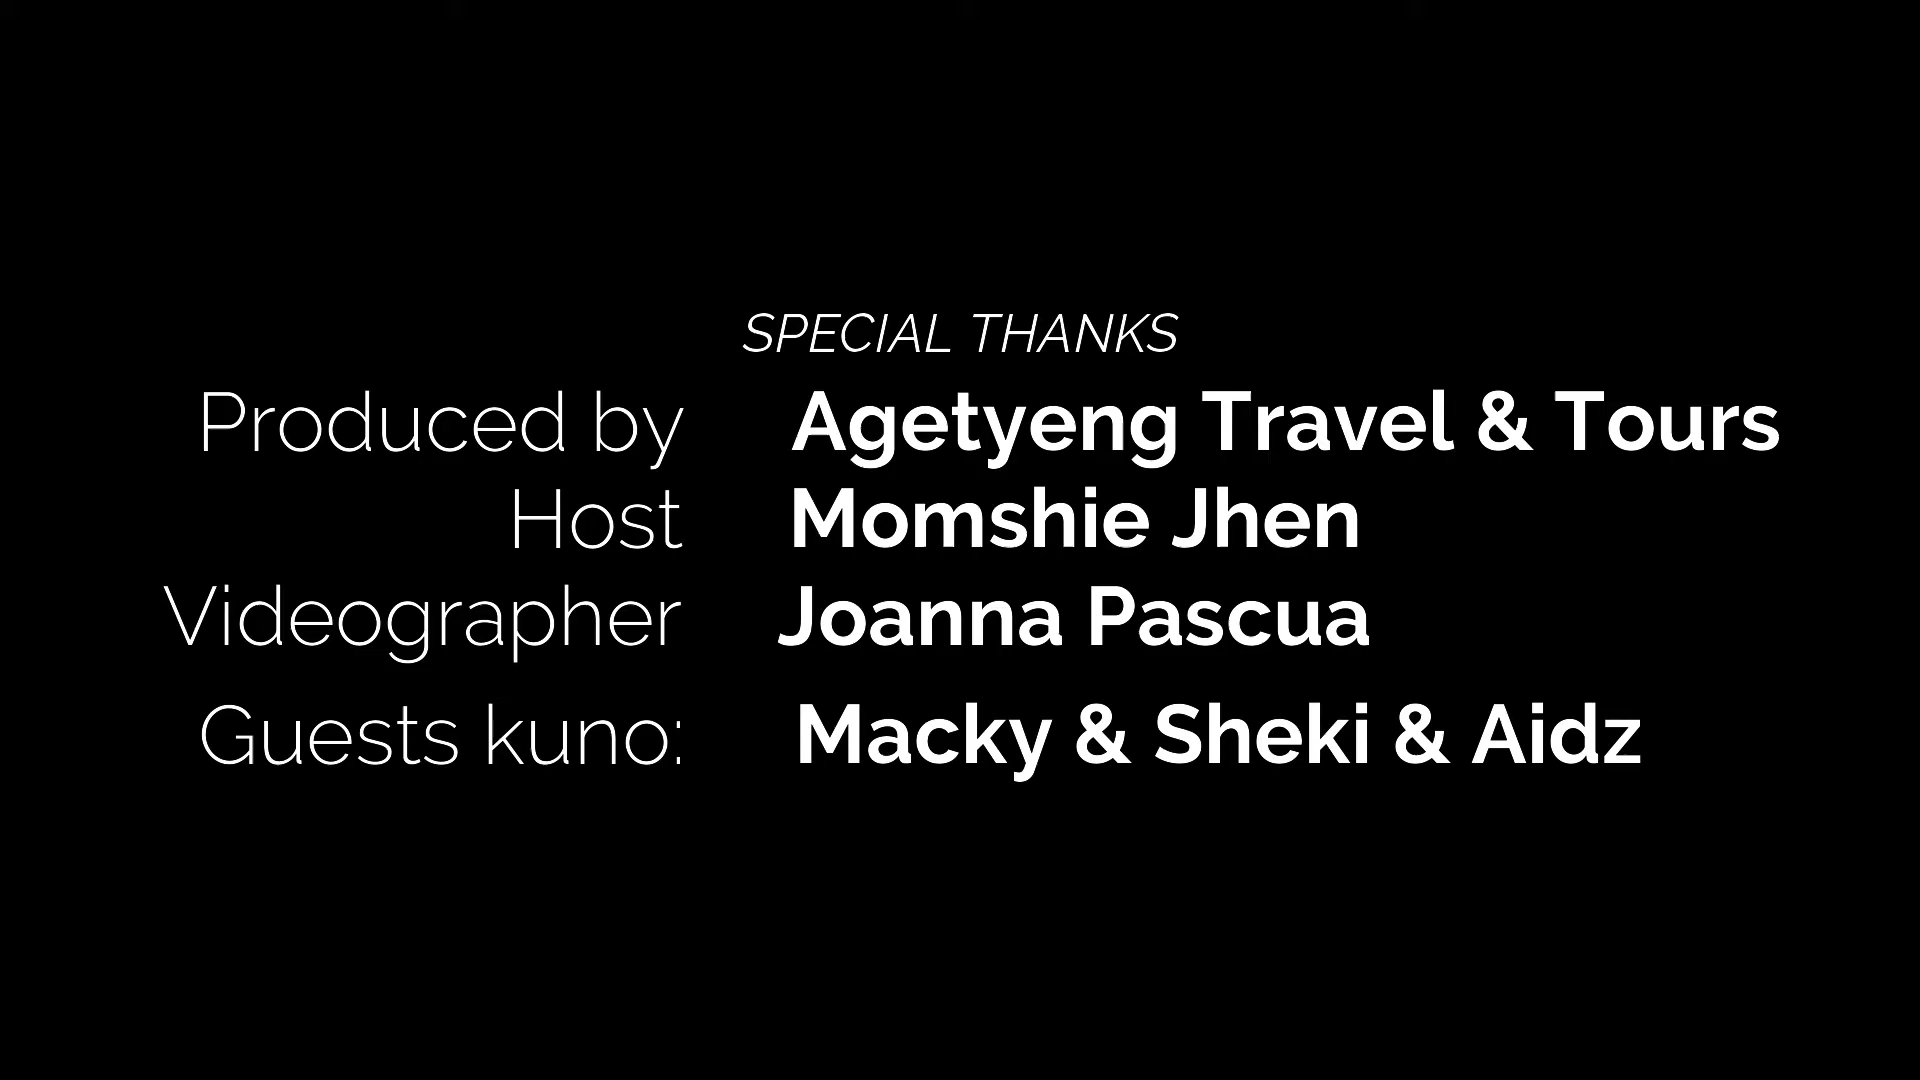 SPECIAL THANKS
Produced by Agetyeng Travel & Tours
Host Momshie Jhen
Videographer Joanna Pascua
Guests kuno: Macky & Sheki & Aidz